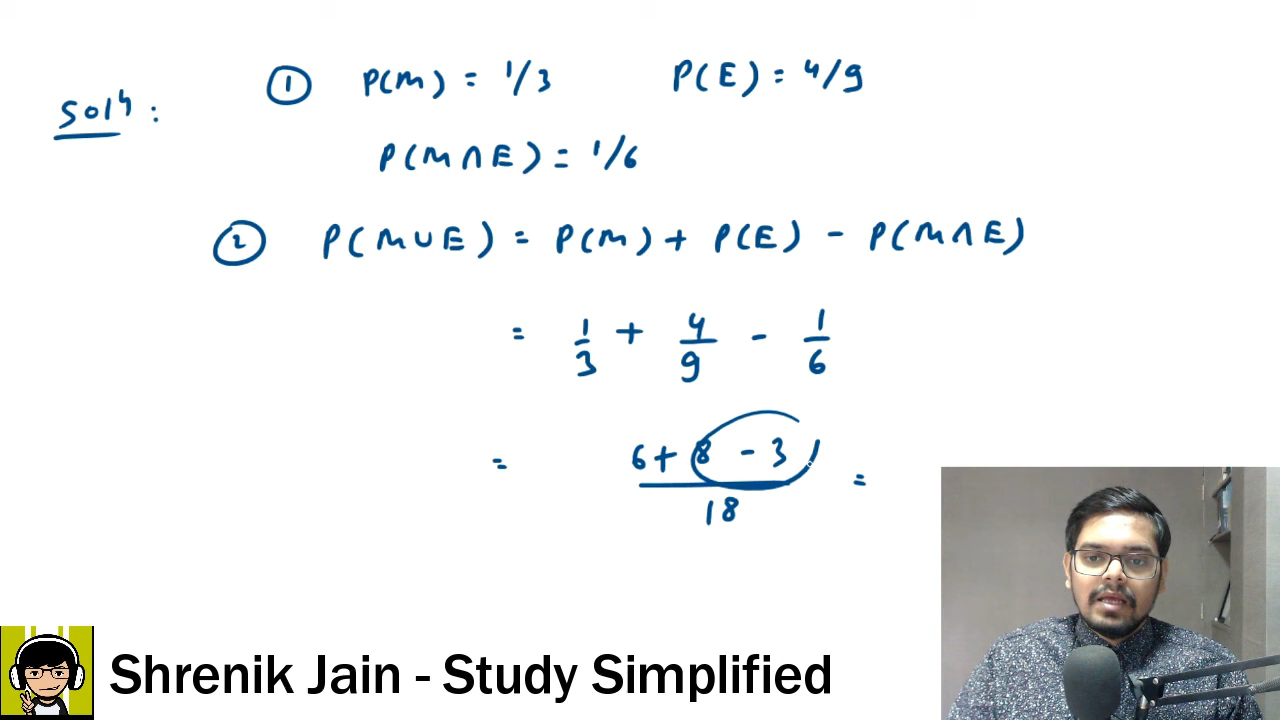 Soln :
① P(M) = 1/3 P(E) = 4/9
P(M ∩ E) = 1/6
② P(M ∪ E) = P(M) + P(E) - P(M ∩ E)
= 1/3 + 4/9 - 1/6
= (6 + 8 - 3)/18 =
Shrenik Jain - Study Simplified